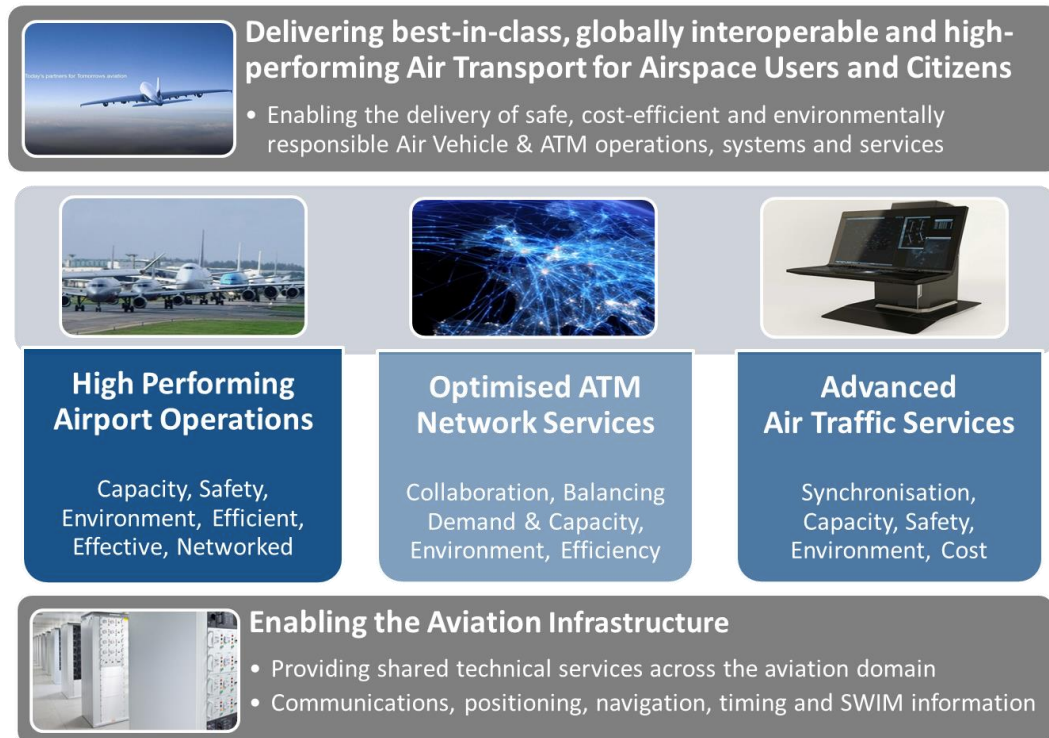 Delivering best-in-class, globally interoperable and high-
performing Air Transport for Airspace Users and Citizens
Today's partners for Tomorrows aviation
• Enabling the delivery of safe, cost-efficient and environmentally
responsible Air Vehicle & ATM operations, systems and services
High Performing
Airport Operations
Capacity, Safety,
Environment, Efficient,
Effective, Networked
Optimised ATM
Network Services
Collaboration, Balancing
Demand & Capacity,
Environment, Efficiency
Advanced
Air Traffic Services
Synchronisation,
Capacity, Safety,
Environment, Cost
Enabling the Aviation Infrastructure
• Providing shared technical services across the aviation domain
• Communications, positioning, navigation, timing and SWIM information